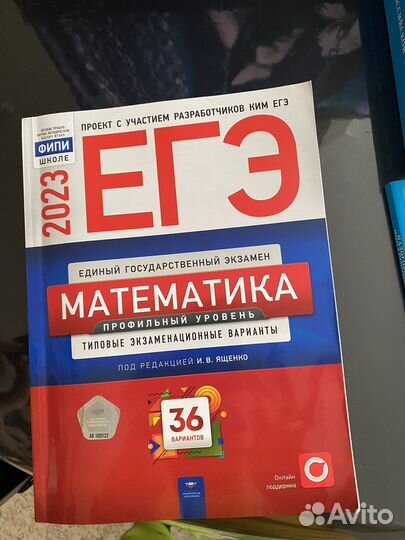 ПРОЕКТ С УЧАСТИЕМ РАЗРАБОТЧИКОВ КИМ ЕГЭ
ФИПИ
ШКОЛЕ
2023
ЕГЭ
ЕДИНЫЙ ГОСУДАРСТВЕННЫЙ ЭКЗАМЕН
МАТЕМАТИКА
ПРОФИЛЬНЫЙ УРОВЕНЬ
ТИПОВЫЕ ЭКЗАМЕНАЦИОННЫЕ ВАРИАНТЫ
ПОД РЕДАКЦИЕЙ И. В. ЯЩЕНКО
36
ВАРИАНТОВ
Онлайн
поддержка
Avito